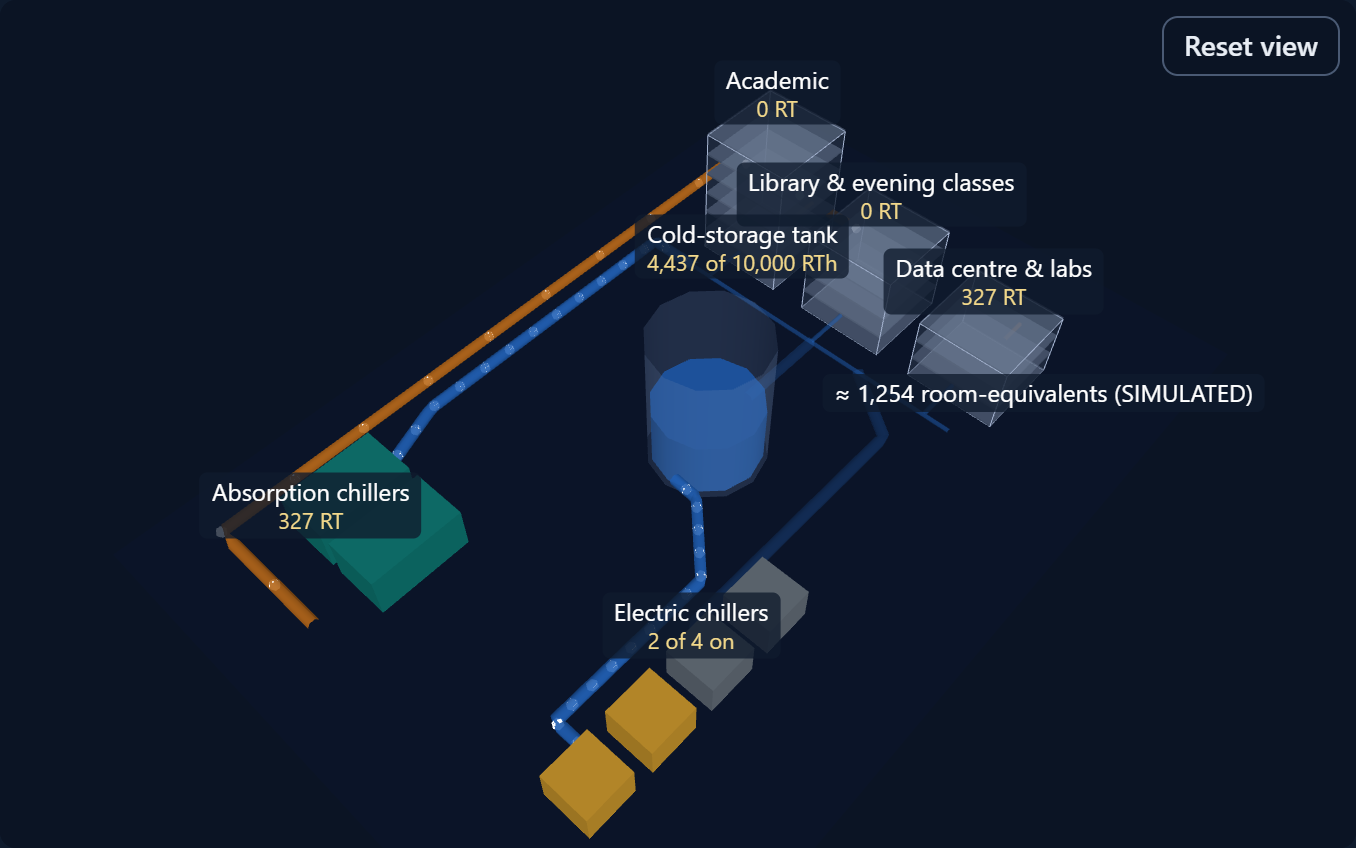 Reset view
Academic
0 RT
Library & evening classes
0 RT
Cold-storage tank
4,437 of 10,000 RTh
Data centre & labs
327 RT
≈ 1,254 room-equivalents (SIMULATED)
Absorption chillers
327 RT
Electric chillers
2 of 4 on